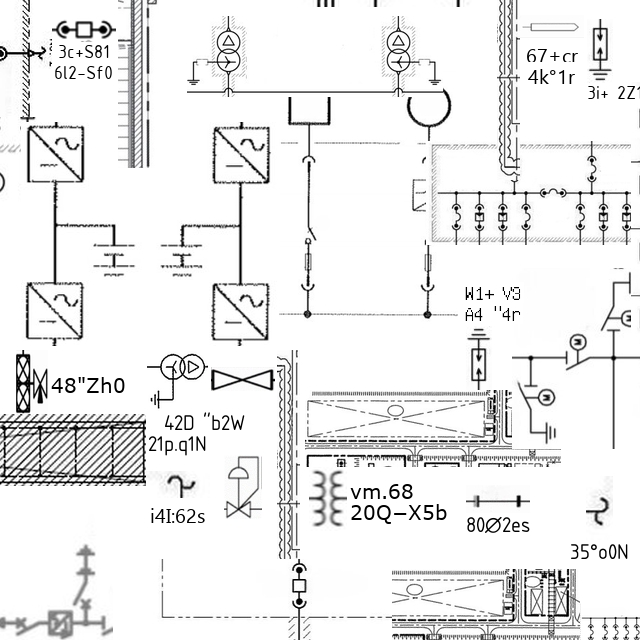 3c+S81
6l2-Sf0
67+cr
4k°1r
3i+ 2Z1
W1+ V3
A4 "4r
48"Zh0
42D "b2W
21p.q1N
i4I:62s
vm.68
20Q-X5b
80∅2es
35°o0N